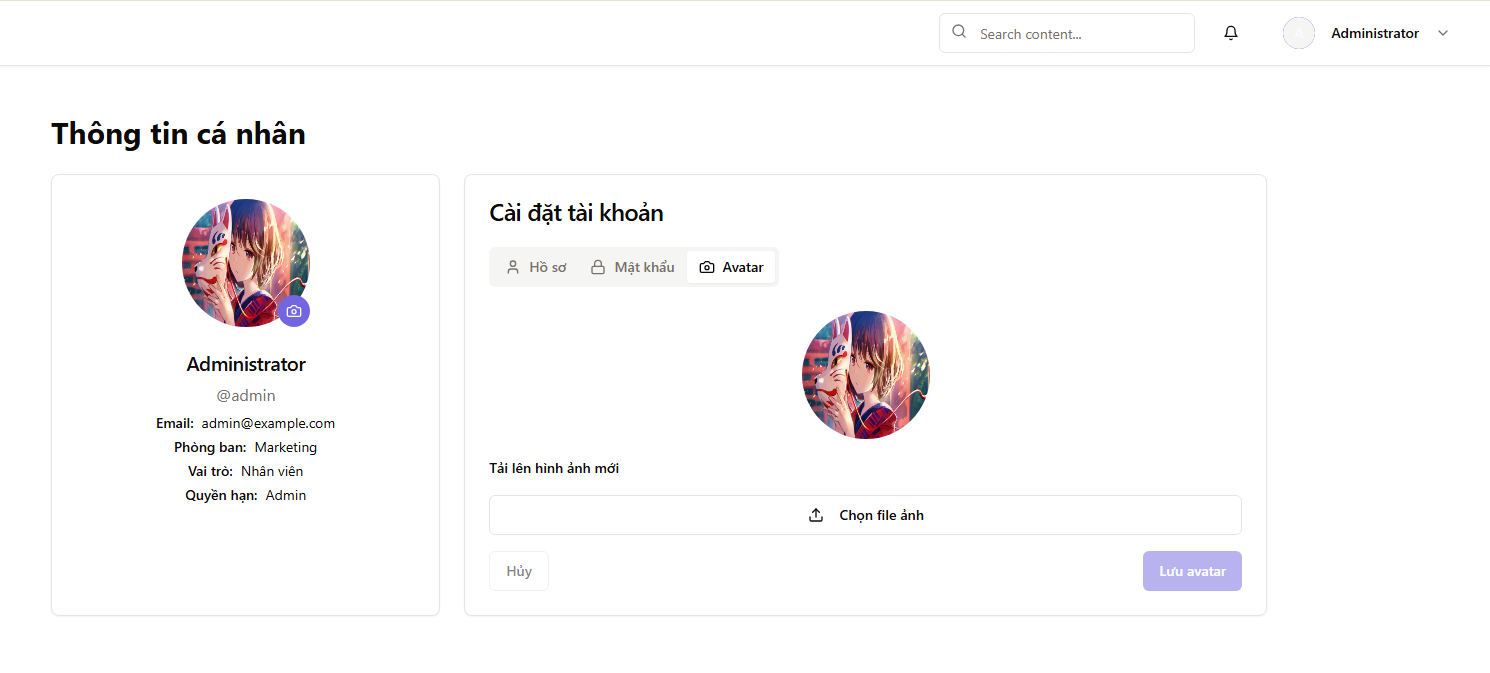 Search content...
Administrator
Thông tin cá nhân
Administrator
@admin
Email: admin@example.com
Phòng ban: Marketing
Vai trò: Nhân viên
Quyền hạn: Admin
Cài đặt tài khoản
Hồ sơ Mật khẩu Avatar
Tải lên hình ảnh mới
Chọn file ảnh
Hủy Lưu avatar